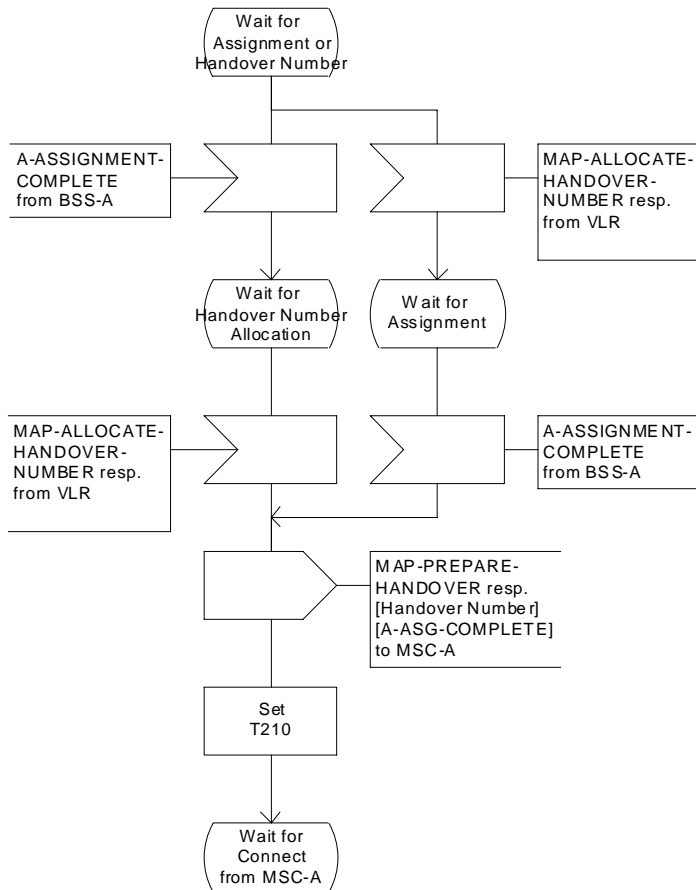 Wait for
Assignment or
Handover Number
A-ASSIGNMENT-
COMPLETE
from BSS-A
MAP-ALLOCATE-
HANDOVER-
NUMBER resp.
from VLR
Wait for
Handover Number
Allocation
Wait for
Assignment
MAP-ALLOCATE-
HANDOVER-
NUMBER resp.
from VLR
A-ASSIGNMENT-
COMPLETE
from BSS-A
MAP-PREPARE-
HANDOVER resp.
[Handover Number]
[A-ASG-COMPLETE]
to MSC-A
Set
T210
Wait for
Connect
from MSC-A